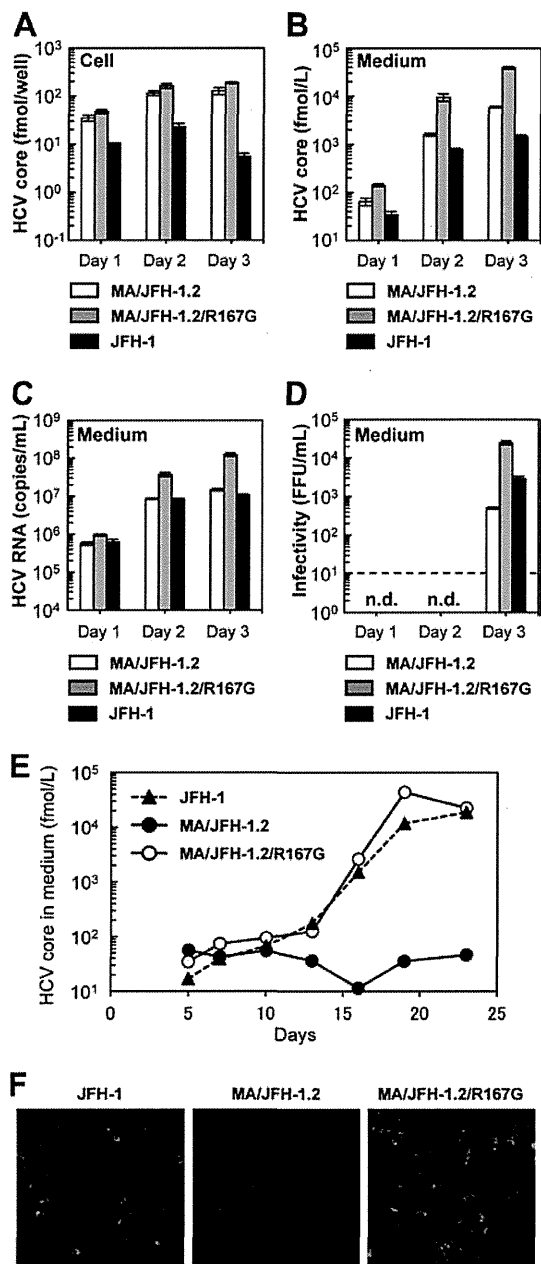 A B
Cell Medium
HCV core (fmol/well)
10³
10²
10¹
10⁰
10⁻¹
Day 1 Day 2 Day 3
MA/JFH-1.2
MA/JFH-1.2/R167G
JFH-1
HCV core (fmol/L)
10⁵
10⁴
10³
10²
10¹
Day 1 Day 2 Day 3
MA/JFH-1.2
MA/JFH-1.2/R167G
JFH-1
C D
Medium Medium
HCV RNA (copies/mL)
10⁹
10⁸
10⁷
10⁶
10⁵
10⁴
Day 1 Day 2 Day 3
MA/JFH-1.2
MA/JFH-1.2/R167G
JFH-1
Infectivity (FFU/mL)
10⁵
10⁴
10³
10²
10¹
10⁰
n.d. n.d.
Day 1 Day 2 Day 3
MA/JFH-1.2
MA/JFH-1.2/R167G
JFH-1
E
HCV core in medium (fmol/L)
10⁵
10⁴
10³
10²
10¹
JFH-1
MA/JFH-1.2
MA/JFH-1.2/R167G
0 5 10 15 20 25
Days
F
JFH-1 MA/JFH-1.2 MA/JFH-1.2/R167G